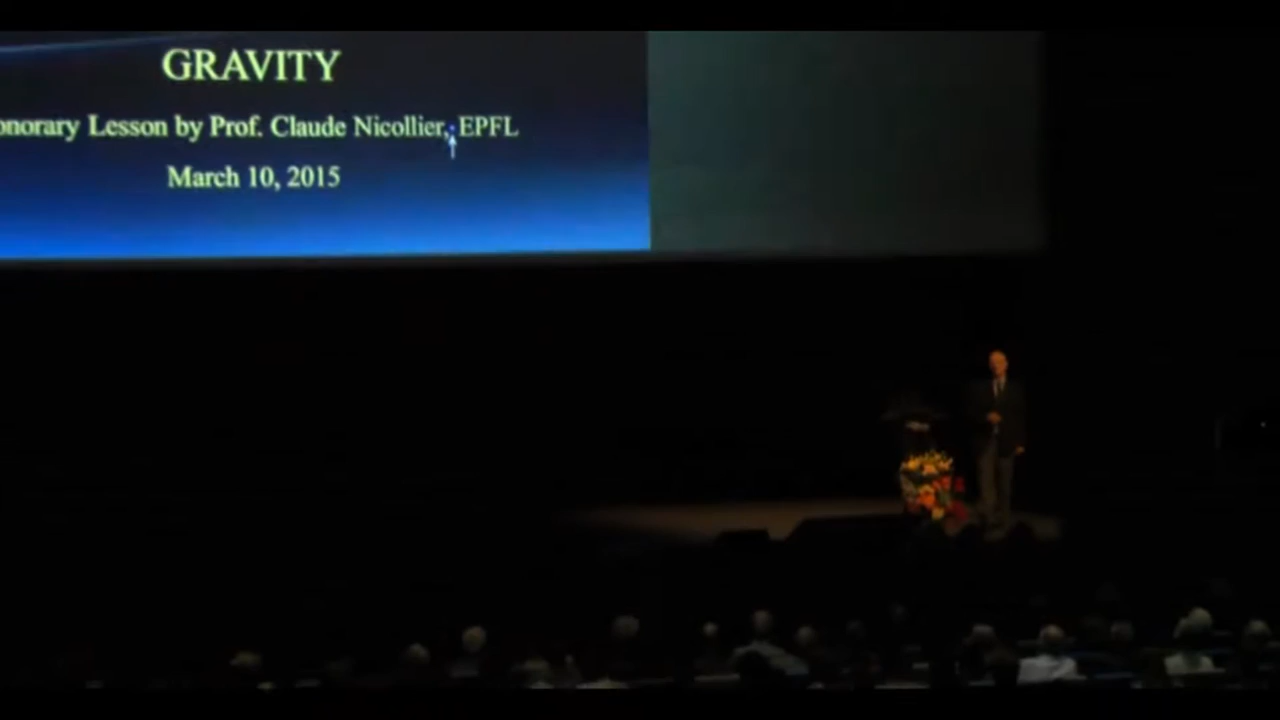 GRAVITY
onorary Lesson by Prof. Claude Nicollier, EPFL
March 10, 2015